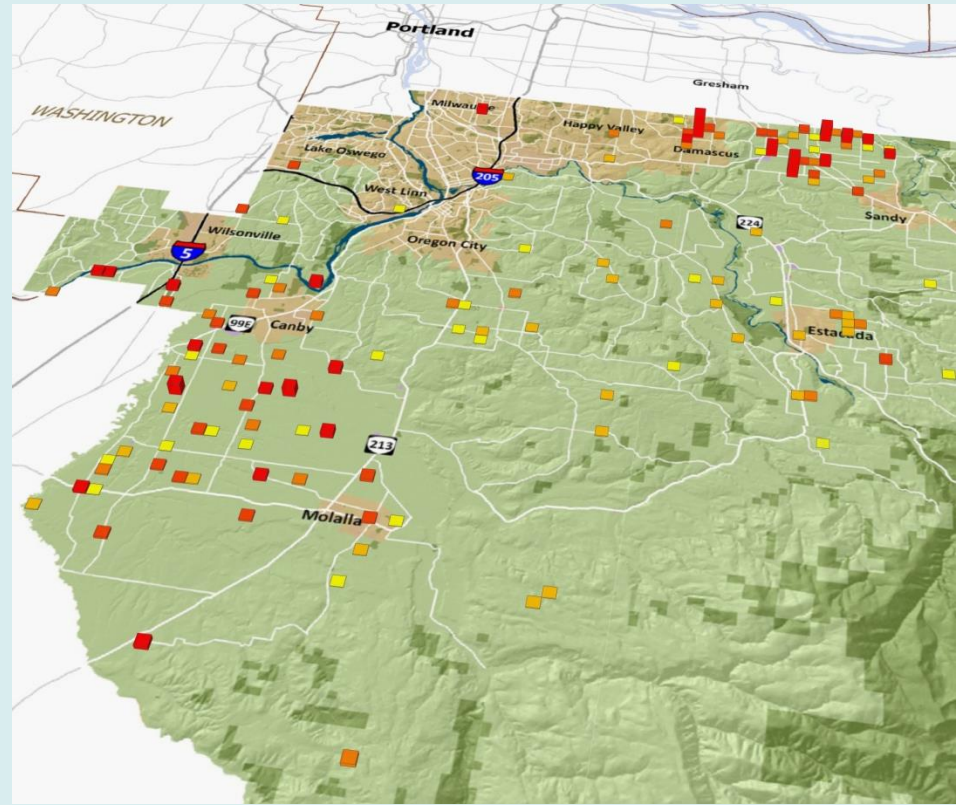 Portland
Gresham
WASHINGTON
Milwaukie
Happy Valley
Lake Oswego
Damascus
205
West Linn
Sandy
224
Wilsonville
Oregon City
5
99E
Canby
Estacada
213
Molalla